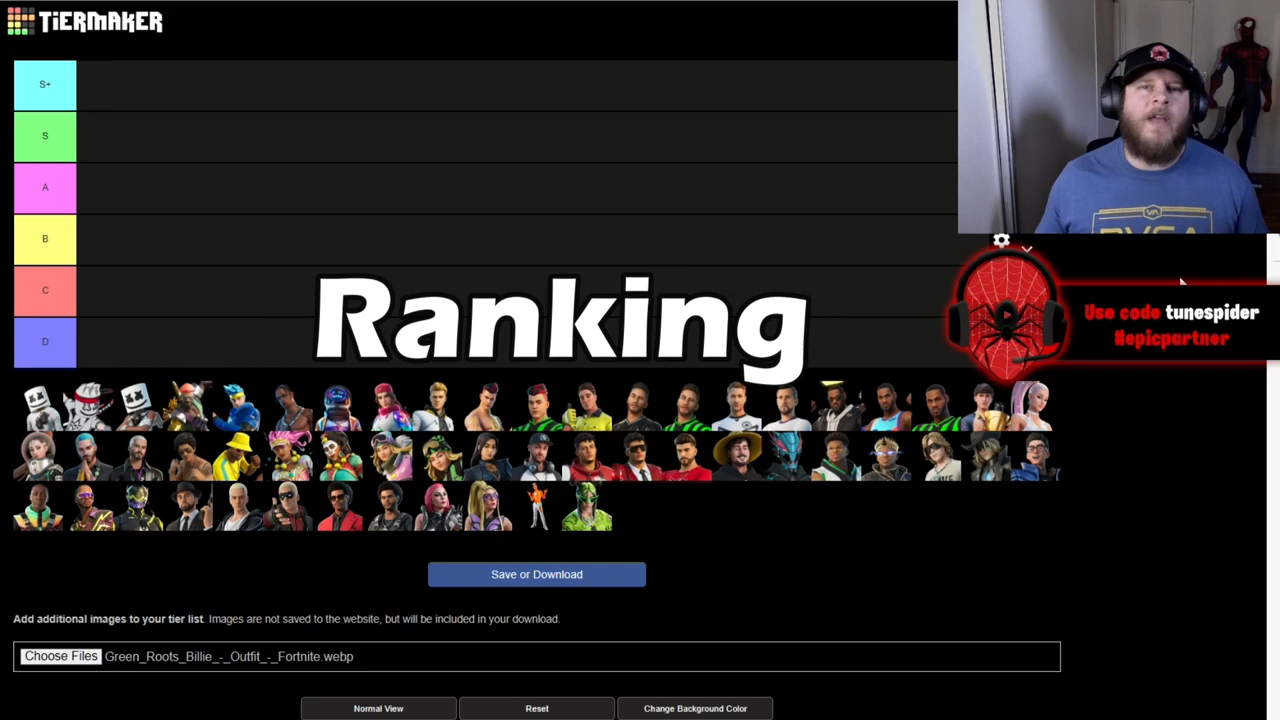 TiERMAKER
S+
S
A
B
C
D
Ranking
Use code tunespider
#epicpartner
Save or Download
Add additional images to your tier list. Images are not saved to the website, but will be included in your download.
Choose Files Green_Roots_Billie_-_Outfit_-_Fortnite.webp
Normal View
Reset
Change Background Color